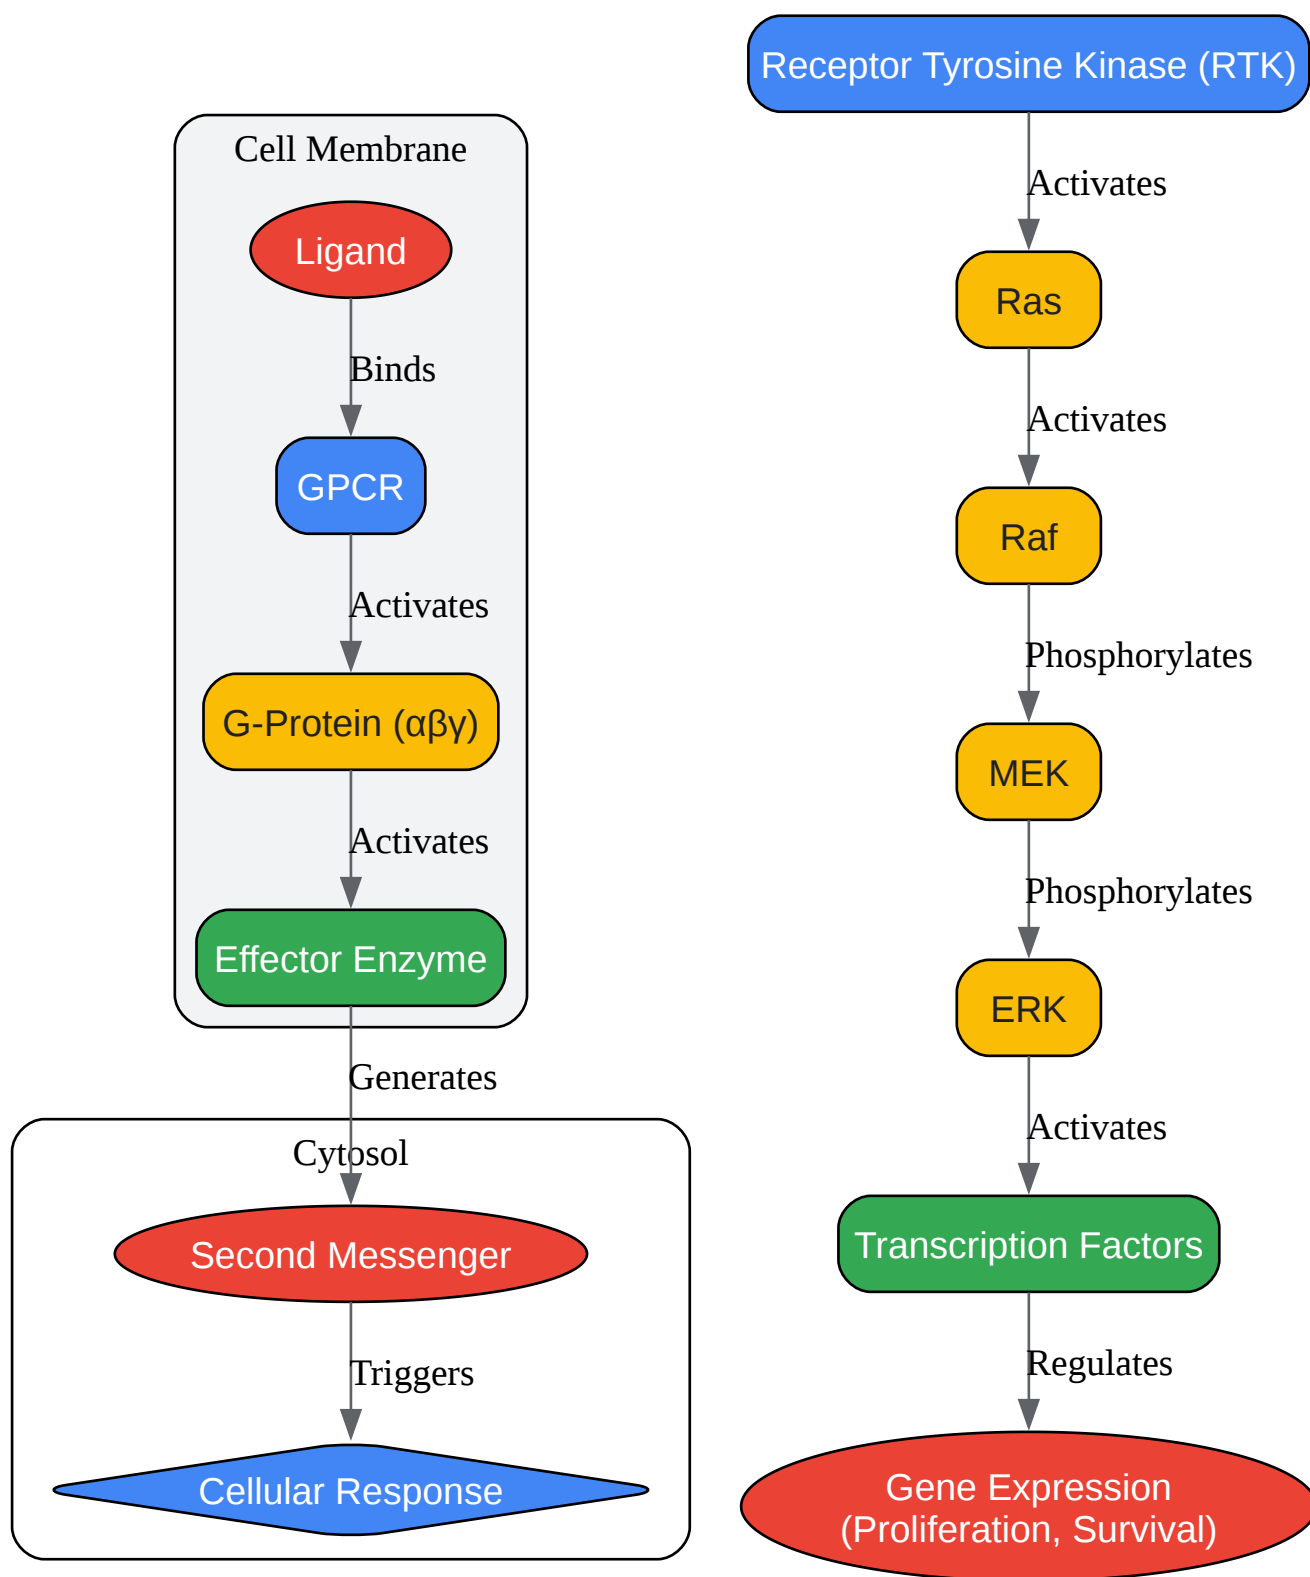 Cell Membrane
Ligand
Binds
GPCR
Activates
G-Protein (αβγ)
Activates
Effector Enzyme
Generates
Cytosol
Second Messenger
Triggers
Cellular Response
Receptor Tyrosine Kinase (RTK)
Activates
Ras
Activates
Raf
Phosphorylates
MEK
Phosphorylates
ERK
Activates
Transcription Factors
Regulates
Gene Expression
(Proliferation, Survival)